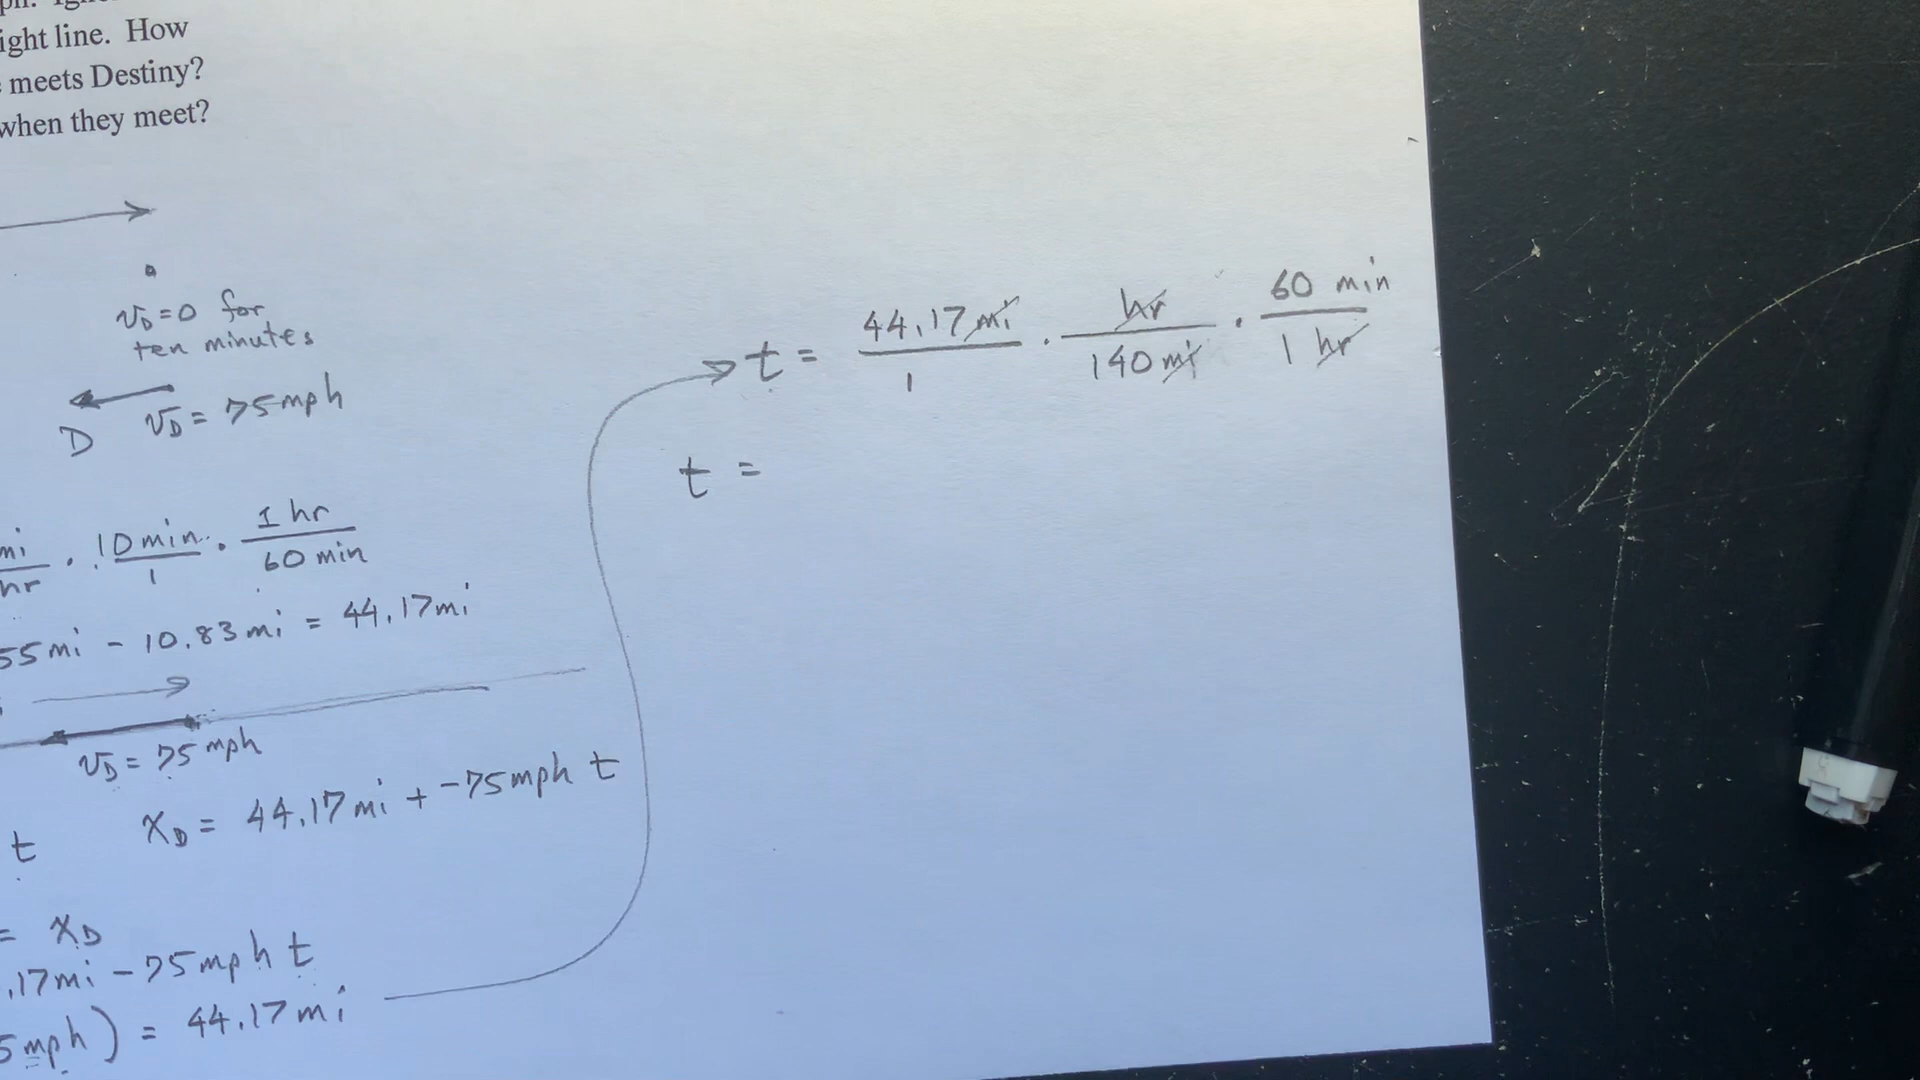 ight line. How
meets Destiny?
when they meet?
v_D = 0 for
ten minutes
D v_D = 75 mph
mi/hr · 10 min/1 · 1 hr/60 min
55 mi - 10.83 mi = 44.17 mi
v_D = 75 mph
t x_D = 44.17 mi + -75 mph t
= x_D
.17 mi - 75 mph t
5 mph) = 44.17 mi
t = 44.17 mi/1 · hr/140 mi · 60 min/1 hr
t =